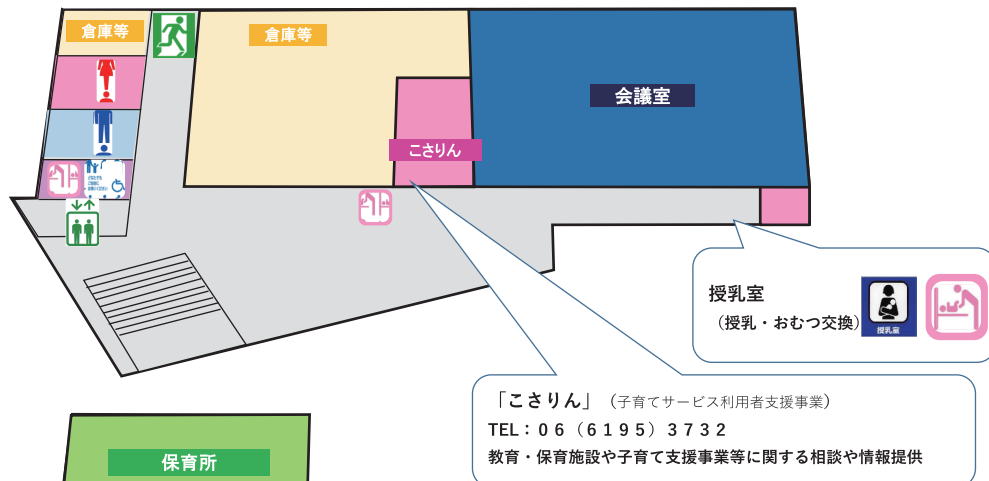 倉庫等
倉庫等
会議室
こさりん
授乳室
（授乳・おむつ交換）
授乳室
「こさりん」（子育てサービス利用者支援事業）
TEL：０６（６１９５）３７３２
教育・保育施設や子育て支援事業等に関する相談や情報提供
保育所